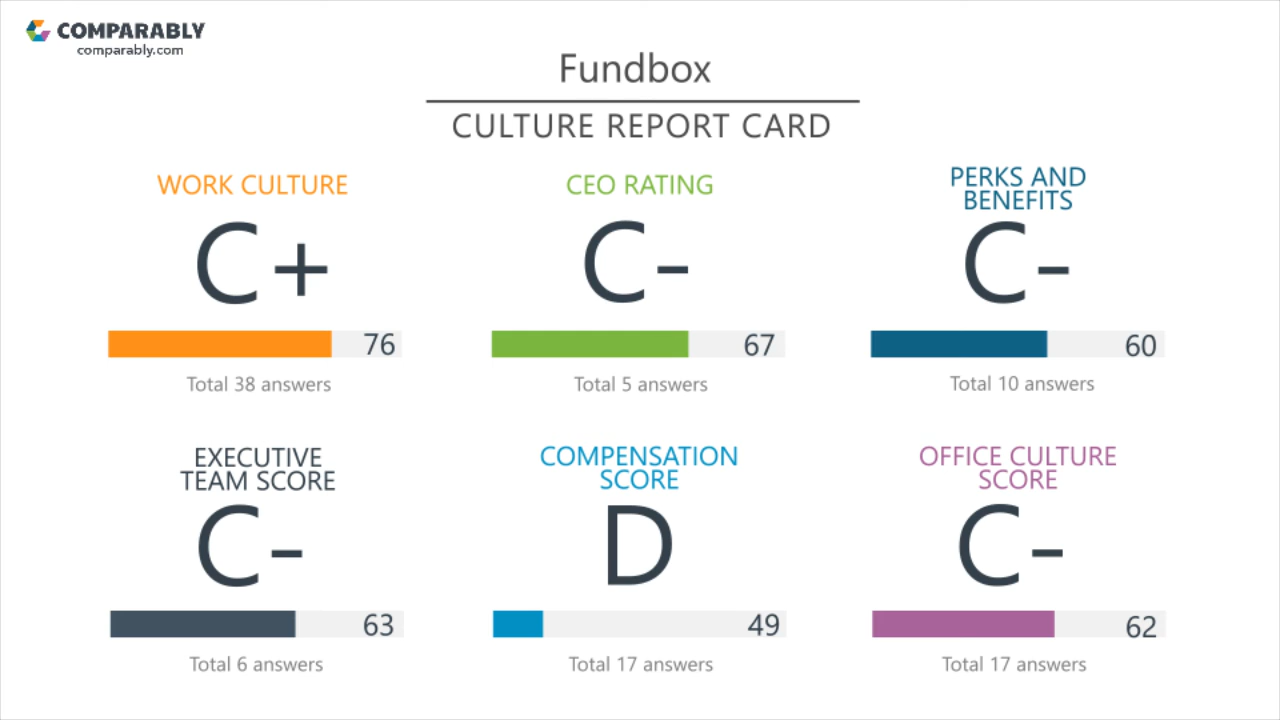 COMPARABLY
comparably.com
Fundbox
CULTURE REPORT CARD
WORK CULTURE
C+
76
Total 38 answers
CEO RATING
C-
67
Total 5 answers
PERKS AND
BENEFITS
C-
60
Total 10 answers
EXECUTIVE
TEAM SCORE
C-
63
Total 6 answers
COMPENSATION
SCORE
D
49
Total 17 answers
OFFICE CULTURE
SCORE
C-
62
Total 17 answers